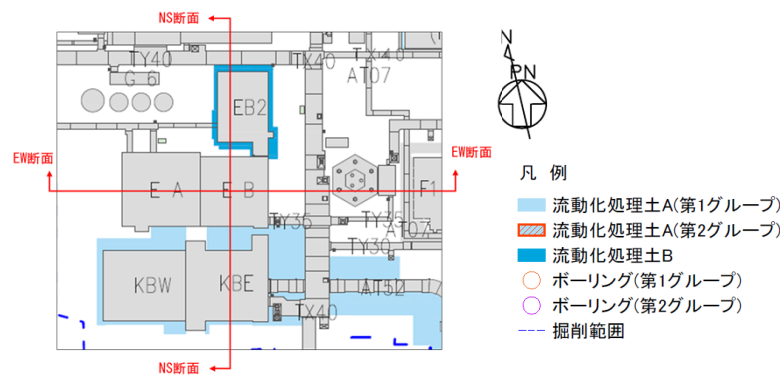 NS断面
N
PN
TY40
TX40
TX40
AT07
G 6
EB2
EW断面
EW断面
E A
E B
F1
TY35
TY35
AT07
TY30
KBW
KBE
AT52
TX40
NS断面
凡 例
流動化処理土A(第1グループ)
流動化処理土A(第2グループ)
流動化処理土B
ボーリング(第1グループ)
ボーリング(第2グループ)
掘削範囲